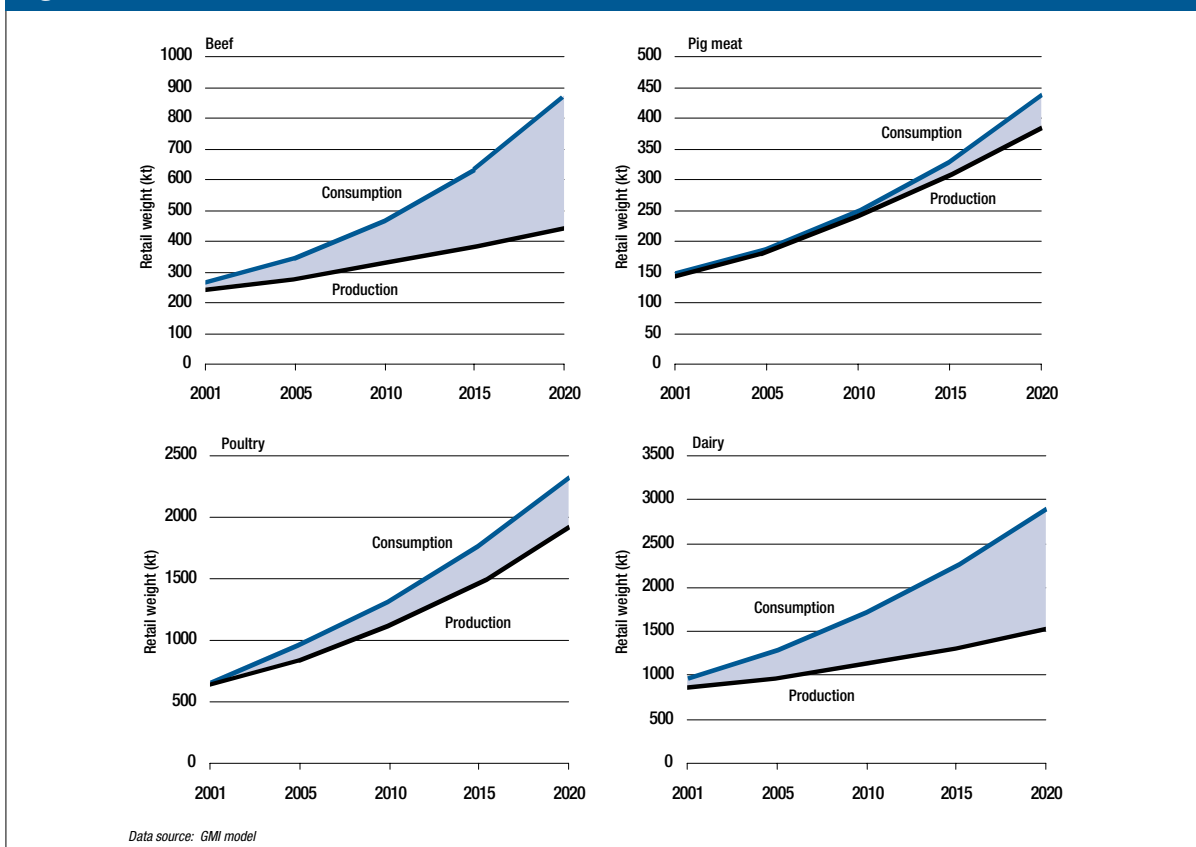 Beef
1000
900
800
700
600
500
400
300
200
100
0
Retail weight (kt)
Consumption
Production
2001 2005 2010 2015 2020
Pig meat
500
450
400
350
300
250
200
150
100
50
0
Retail weight (kt)
Consumption
Production
2001 2005 2010 2015 2020
Poultry
2500
2000
1500
1000
500
0
Retail weight (kt)
Consumption
Production
2001 2005 2010 2015 2020
Dairy
3500
3000
2500
2000
1500
1000
500
0
Retail weight (kt)
Consumption
Production
2001 2005 2010 2015 2020
Data source: GMI model